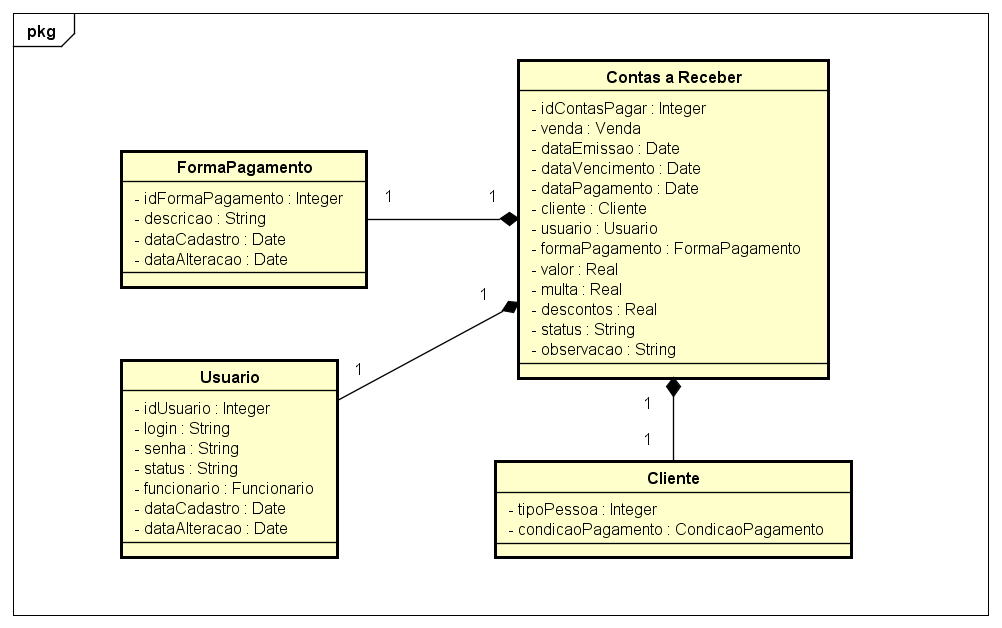 pkg
Contas a Receber
- idContasPagar : Integer
- venda : Venda
- dataEmissao : Date
- dataVencimento : Date
- dataPagamento : Date
- cliente : Cliente
- usuario : Usuario
- formaPagamento : FormaPagamento
- valor : Real
- multa : Real
- descontos : Real
- status : String
- observacao : String
FormaPagamento
- idFormaPagamento : Integer
- descricao : String
- dataCadastro : Date
- dataAlteracao : Date
1
1
1
1
Usuario
- idUsuario : Integer
- login : String
- senha : String
- status : String
- funcionario : Funcionario
- dataCadastro : Date
- dataAlteracao : Date
1
1
Cliente
- tipoPessoa : Integer
- condicaoPagamento : CondicaoPagamento